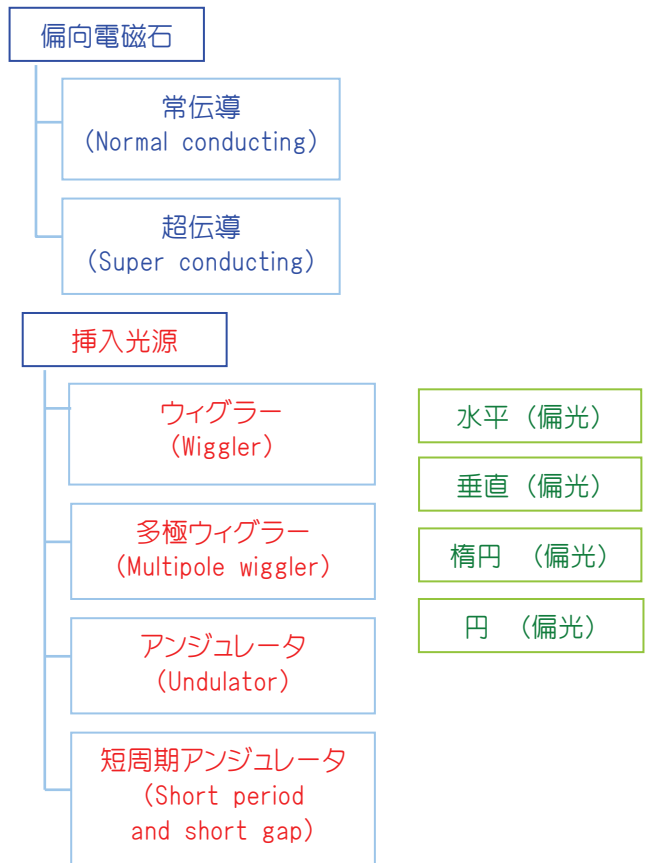 偏向電磁石
常伝導
(Normal conducting)
超伝導
(Super conducting)
挿入光源
ウィグラー
(Wiggler)
多極ウィグラー
(Multipole wiggler)
アンジュレータ
(Undulator)
短周期アンジュレータ
(Short period
and short gap)
水平 (偏光)
垂直 (偏光)
楕円 (偏光)
円 (偏光)